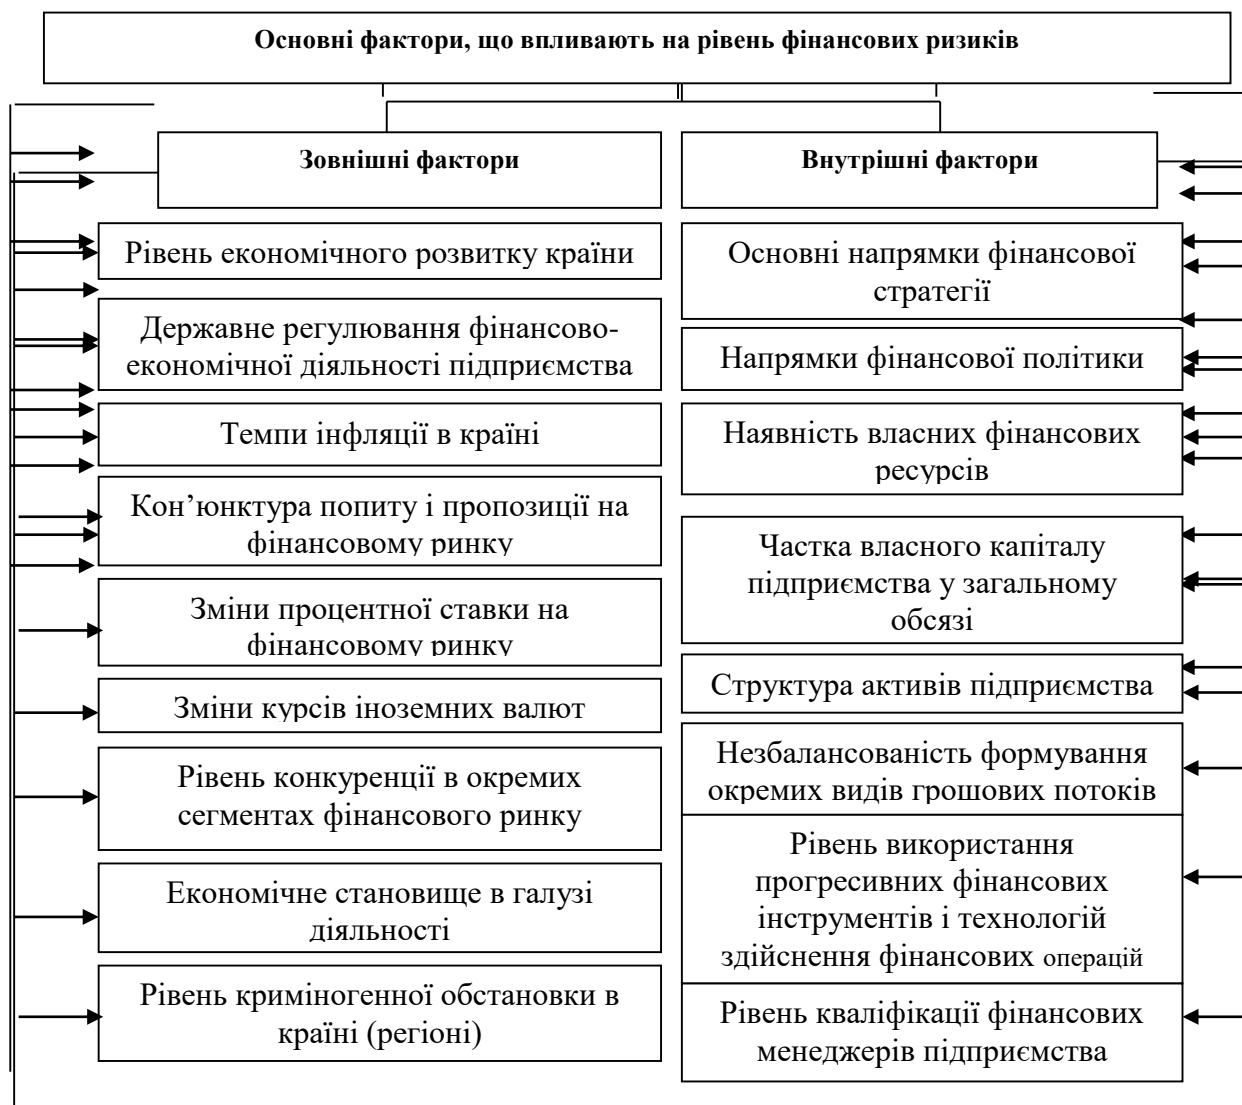 Основні фактори, що впливають на рівень фінансових ризиків
Зовнішні фактори
Рівень економічного розвитку країни
Державне регулювання фінансово-
економічної діяльності підприємства
Темпи інфляції в країні
Кон’юнктура попиту і пропозиції на
фінансовому ринку
Зміни процентної ставки на
фінансовому ринку
Зміни курсів іноземних валют
Рівень конкуренції в окремих
сегментах фінансового ринку
Економічне становище в галузі
діяльності
Рівень криміногенної обстановки в
країні (регіоні)
Внутрішні фактори
Основні напрямки фінансової
стратегії
Напрямки фінансової політики
Наявність власних фінансових
ресурсів
Частка власного капіталу
підприємства у загальному
обсязі
Структура активів підприємства
Незбалансованість формування
окремих видів грошових потоків
Рівень використання
прогресивних фінансових
інструментів і технологій
здійснення фінансових операцій
Рівень кваліфікації фінансових
менеджерів підприємства